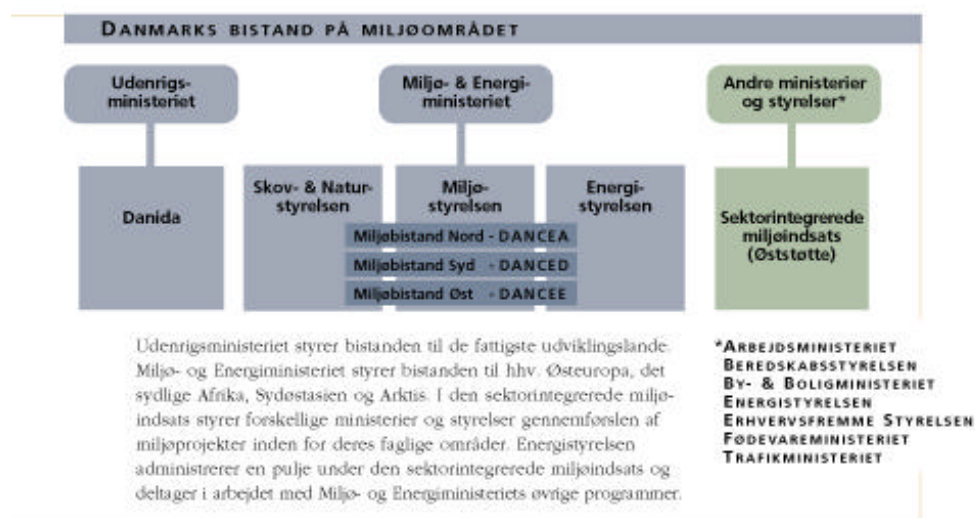 DANMARKS BISTAND PÅ MILJØOMRÅDET
Udenrigs-
ministeriet
Miljø- & Energi-
ministeriet
Andre ministerier
og styrelser*
Danida
Skov- & Natur-
styrelsen
Miljø-
styrelsen
Energi-
styrelsen
Miljøbistand Nord - DANCEA
Miljøbistand Syd - DANCED
Miljøbistand Øst - DANCEE
Sektorintegrerede
miljøindsats
(Øststøtte)
Udenrigsministeriet styrer bistanden til de fattigste udviklingslande.
Miljø- og Energiministeriet styrer bistanden til hhv. Østeuropa, det
sydlige Afrika, Sydøstasien og Arktis. I den sektorintegrerede miljø-
indsats styrer forskellige ministerier og styrelser gennemførslen af
miljøprojekter inden for deres faglige områder. Energistyrelsen
administrerer en pulje under den sektorintegrerede miljøindsats og
deltager i arbejdet med Miljø- og Energiministeriets øvrige programmer.
*ARBEJDSMINISTERIET
BEREDSKABSSTYRELSEN
BY- & BOLIGMINISTERIET
ENERGISTYRELSEN
ERHVERVSFREMME STYRELSEN
FØDEVAREMINISTERIET
TRAFIKMINISTERIET